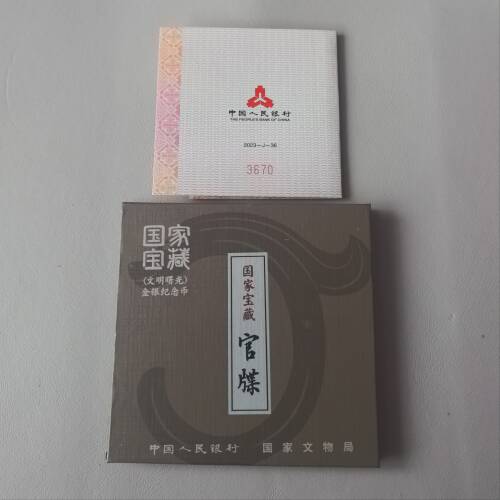 中国人民银行
THE PEOPLE'S BANK OF CHINA
2023-J-36
3670
国家
宝藏
《文明曙光》
金银纪念币
国家宝藏
官牒
中国人民银行 国家文物局